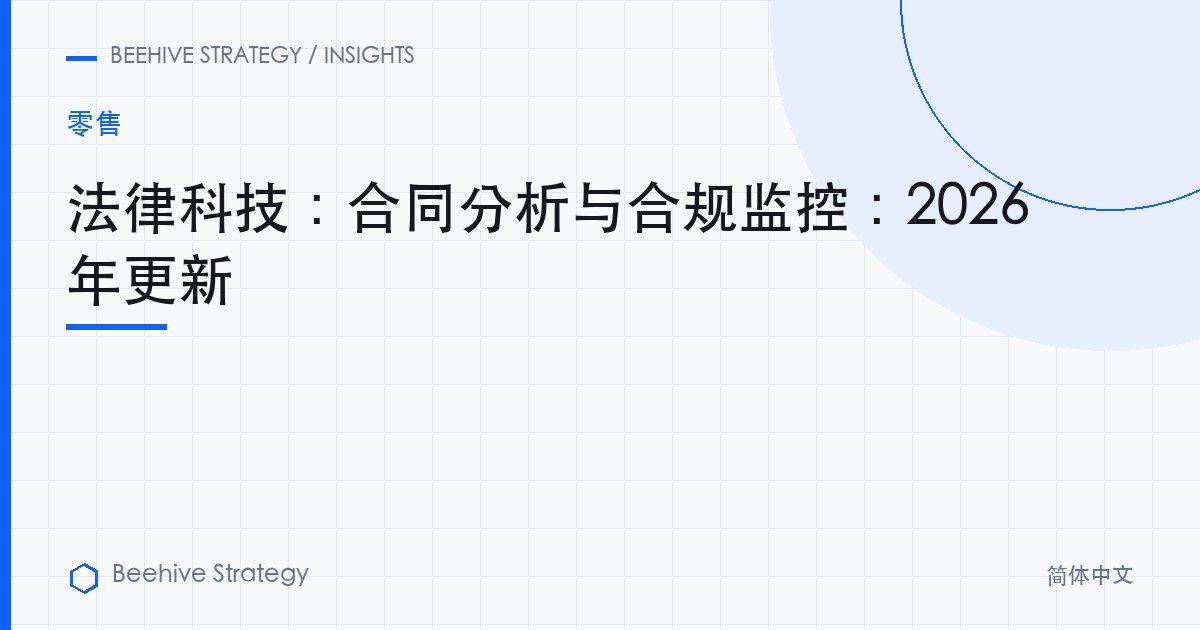 BEEHIVE STRATEGY / INSIGHTS
零售
法律科技：合同分析与合规监控：2026
年更新
Beehive Strategy
简体中文